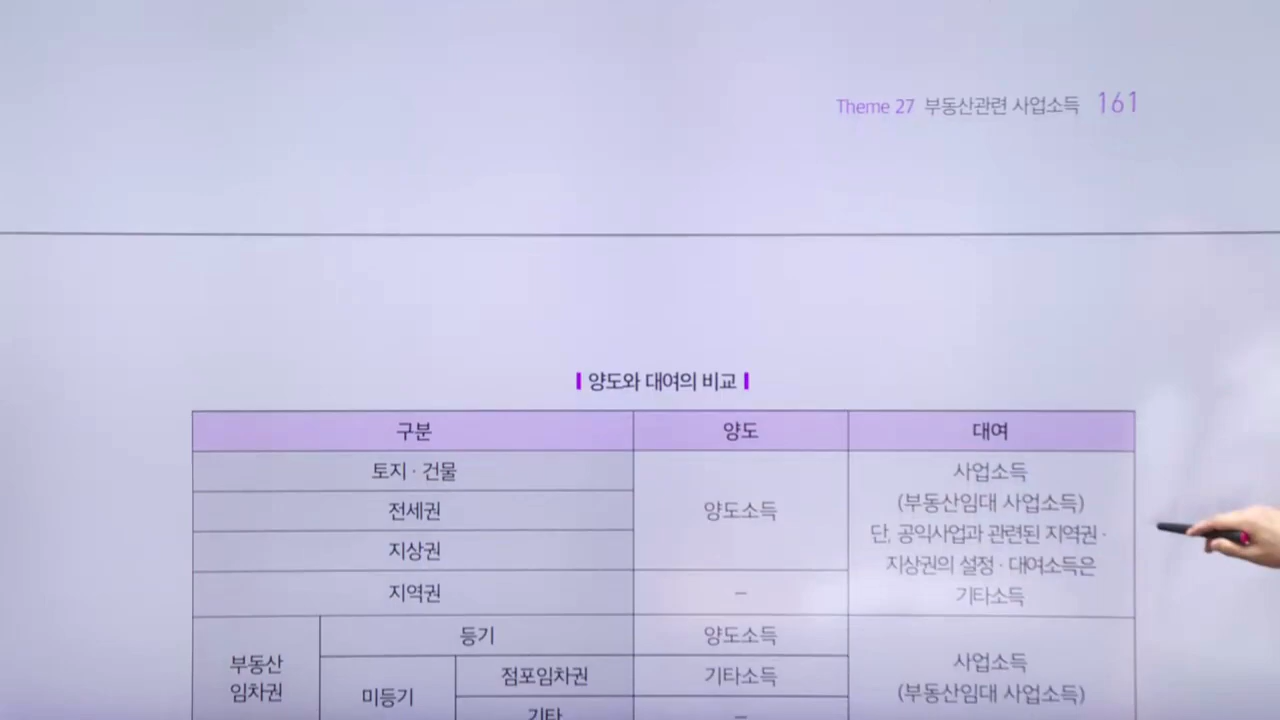 Theme 27 부동산관련 사업소득 161
양도와 대여의 비교
구분 양도 대여
토지 · 건물
전세권
지상권
지역권
양도소득
–
사업소득
(부동산임대 사업소득)
단, 공익사업과 관련된 지역권 ·
지상권의 설정 · 대여소득은
기타소득
부동산
임차권
등기 양도소득
미등기
점포임차권 기타소득
기타 –
사업소득
(부동산임대 사업소득)